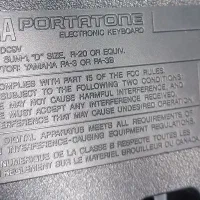 A PORTATONE
ELECTRONIC KEYBOARD
DC9V
SUM-1, "D" SIZE, R-20 OR EQUIV.
PTOR: YAMAHA PA-3 OR PA-3B
COMPLIES WITH PART 15 OF THE FCC RULES.
SUBJECT TO THE FOLLOWING TWO CONDITIONS
E MAY NOT CAUSE HARMFUL INTERFERENCE, AND
E MUST ACCEPT ANY INTERFERENCE RECEIVED
ERENCE THAT MAY CAUSE
DIGITAL APPARATUS MEETS ALL REQUIREMENTS OF
INTERFERENCE-CAUSING EQUIPMENT REGULATIONS.
NUMERIQUE DE LA CLASSE B RESPECTE TOUTES LES
REGLEMENT SUR LE MATERIEL BROUILLEUR DU CANADA.